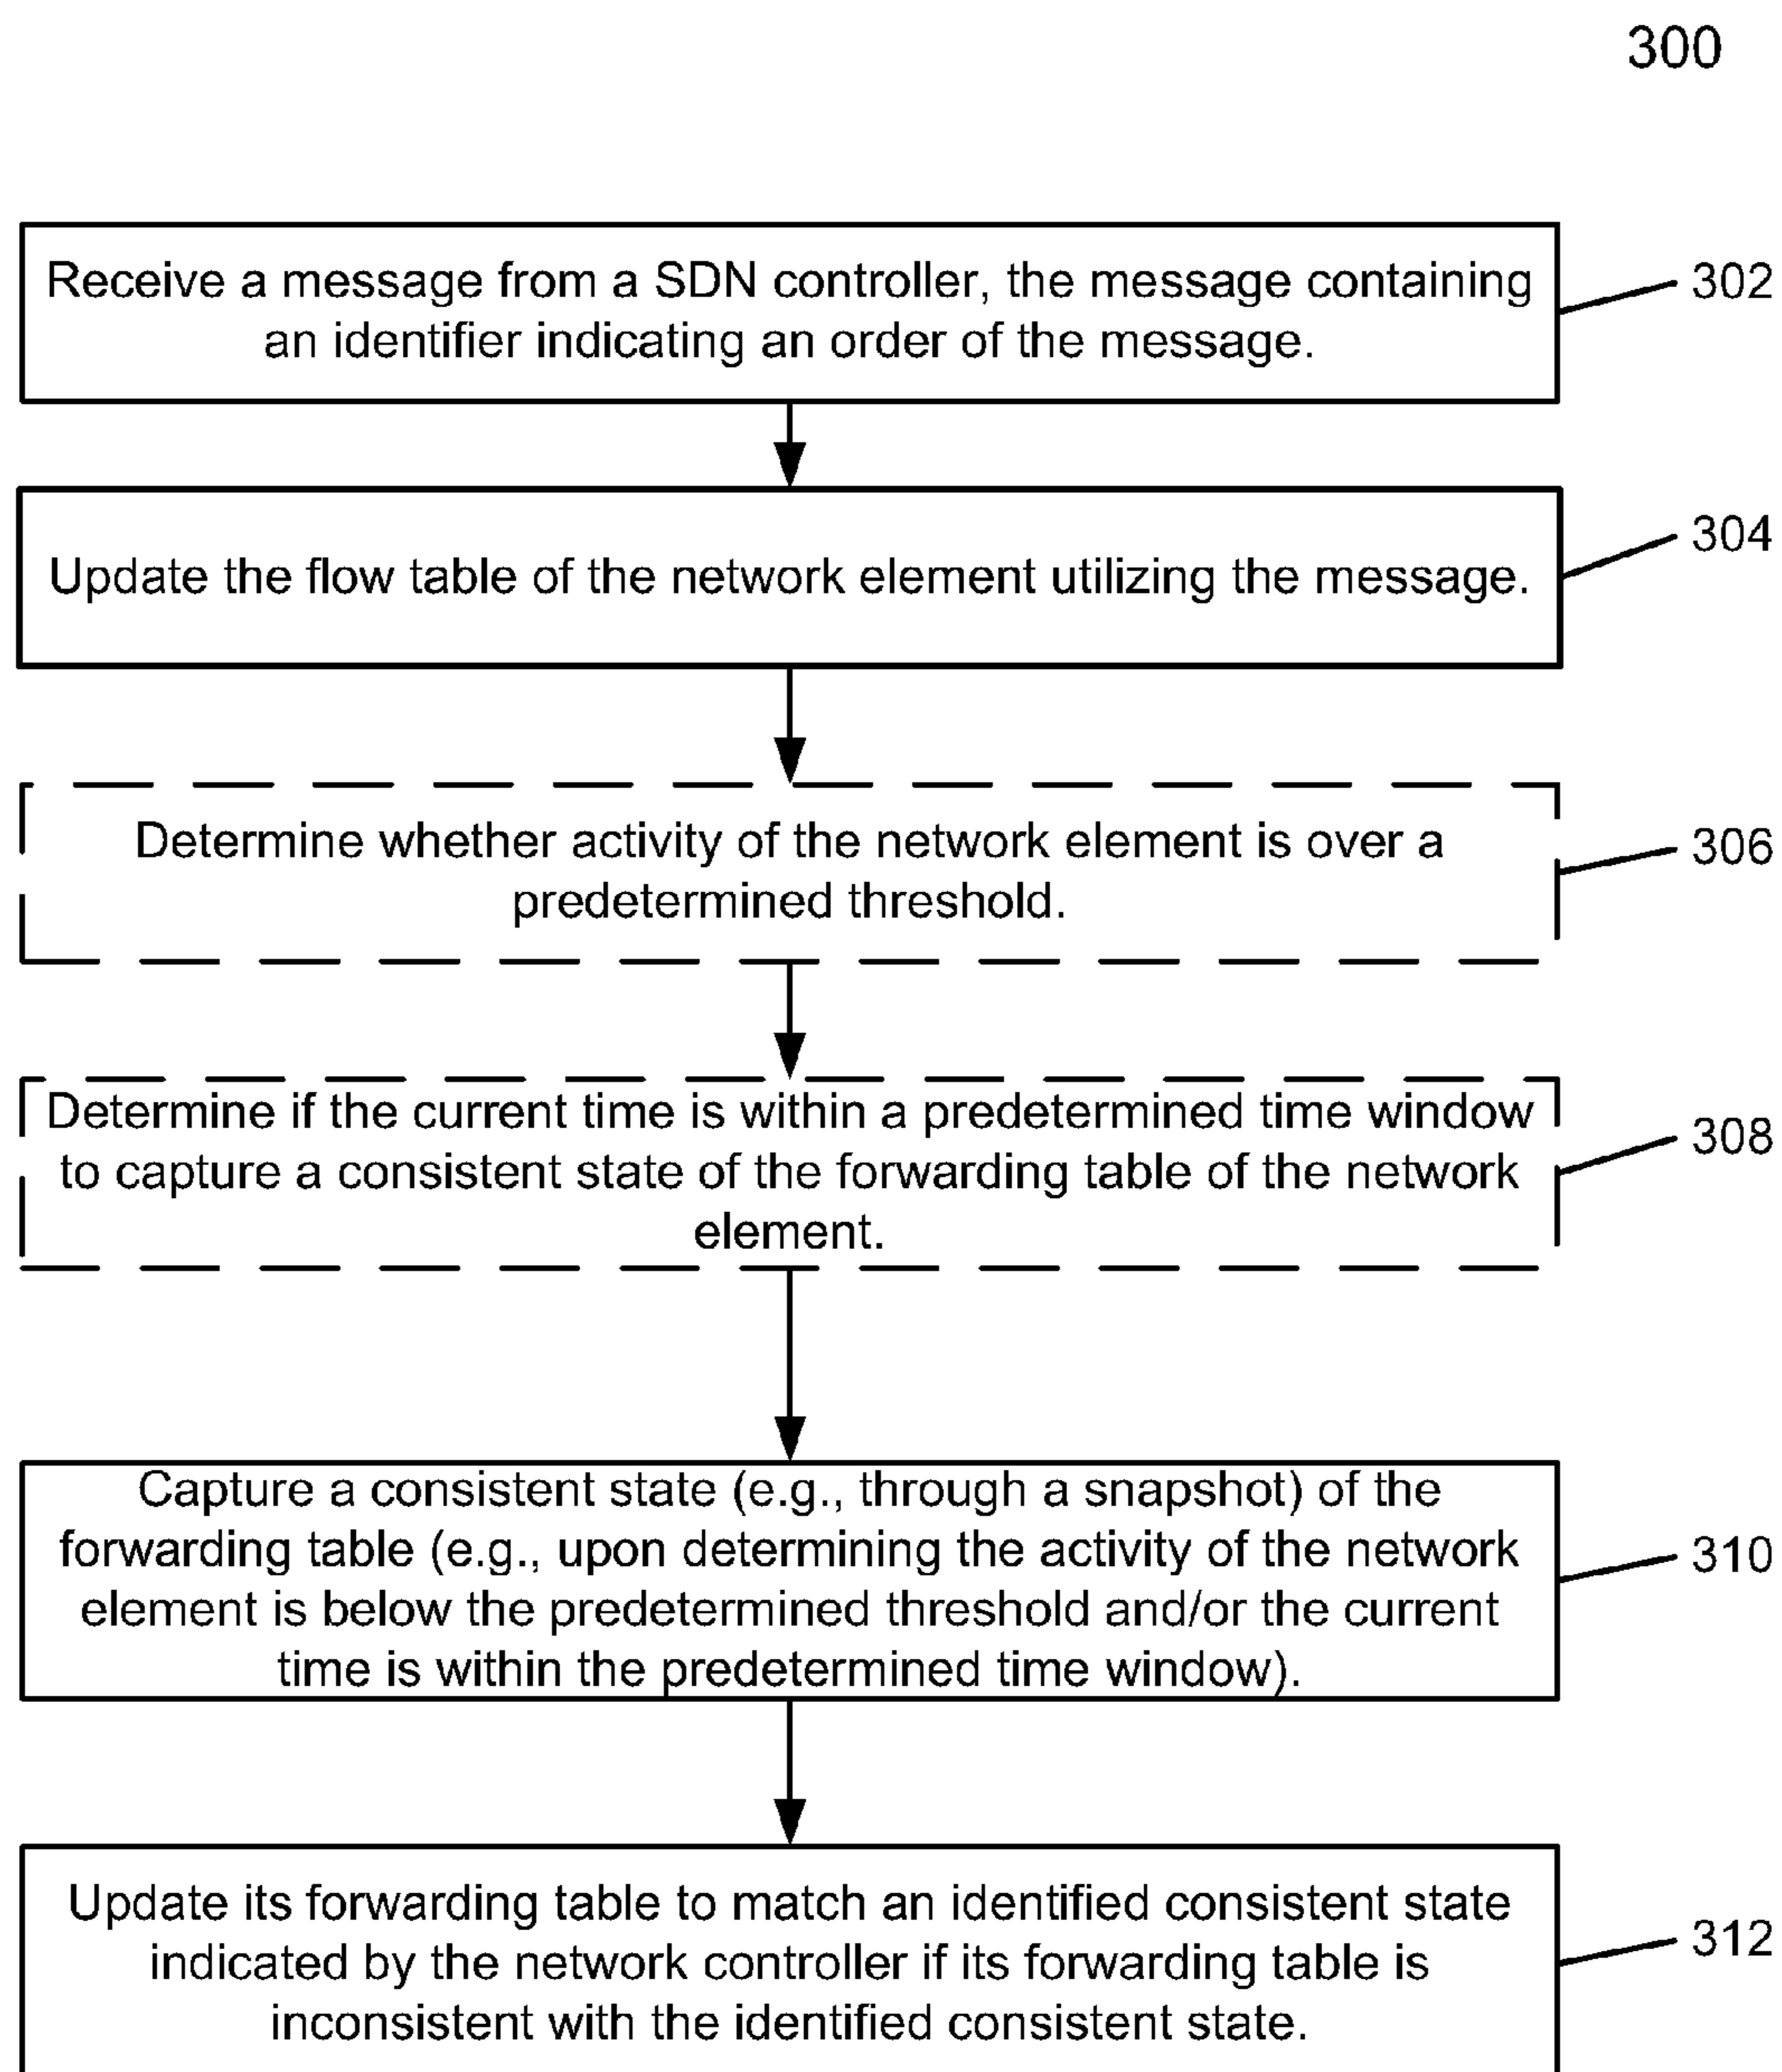 300
Receive a message from a SDN controller, the message containing
an identifier indicating an order of the message.
302
Update the flow table of the network element utilizing the message.
304
Determine whether activity of the network element is over a
predetermined threshold.
306
Determine if the current time is within a predetermined time window
to capture a consistent state of the forwarding table of the network
element.
308
Capture a consistent state (e.g., through a snapshot) of the
forwarding table (e.g., upon determining the activity of the network
element is below the predetermined threshold and/or the current
time is within the predetermined time window).
310
Update its forwarding table to match an identified consistent state
indicated by the network controller if its forwarding table is
inconsistent with the identified consistent state.
312